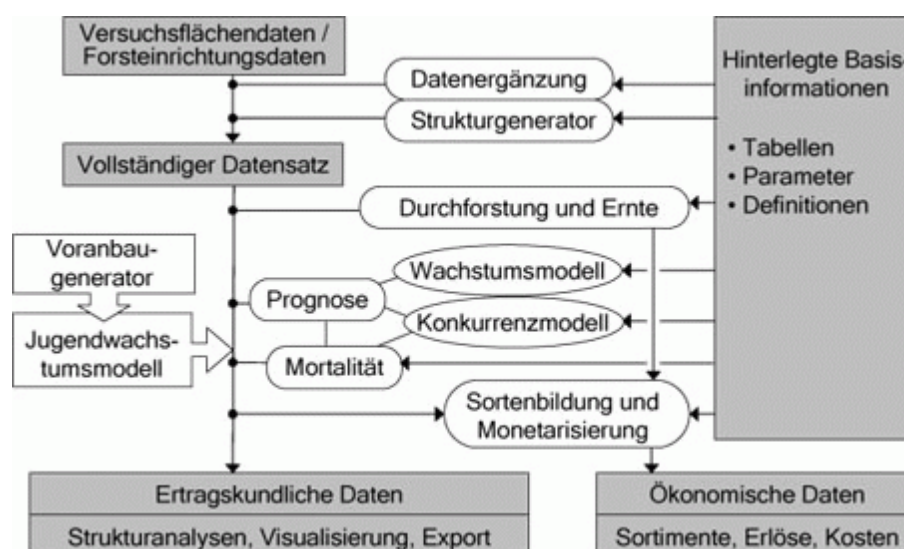 Versuchsflächendaten /
Forsteinrichtungsdaten
Hinterlegte Basis-
informationen
• Tabellen
• Parameter
• Definitionen
Datenergänzung
Strukturgenerator
Vollständiger Datensatz
Durchforstung und Ernte
Voranbau-
generator
Jugendwachs-
tumsmodell
Wachstumsmodell
Prognose
Konkurrenzmodell
Mortalität
Sortenbildung und
Monetarisierung
Ertragskundliche Daten
Strukturanalysen, Visualisierung, Export
Ökonomische Daten
Sortimente, Erlöse, Kosten